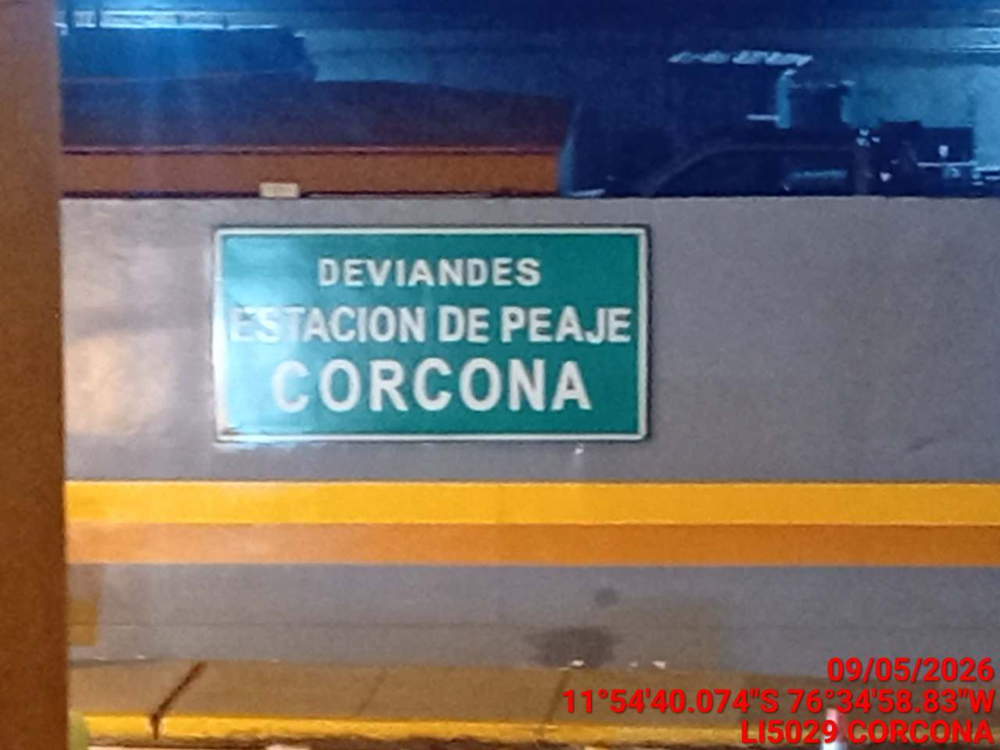 DEVIANDES
ESTACION DE PEAJE
CORCONA
09/05/2026
11°54'40.074"S 76°34'58.83"W
LI5029 CORCONA